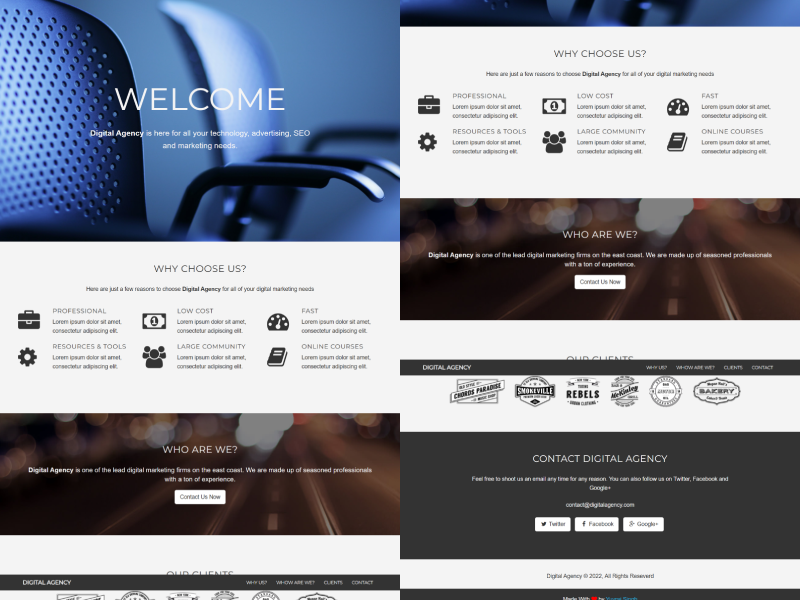 WELCOME
Digital Agency is here for all your technology, advertising, SEO
and marketing needs.
WHY CHOOSE US?
Here are just a few reasons to choose Digital Agency for all of your digital marketing needs
PROFESSIONAL
Lorem ipsum dolor sit amet,
consectetur adipiscing elit.
LOW COST
Lorem ipsum dolor sit amet,
consectetur adipiscing elit.
FAST
Lorem ipsum dolor sit amet,
consectetur adipiscing elit.
RESOURCES & TOOLS
Lorem ipsum dolor sit amet,
consectetur adipiscing elit.
LARGE COMMUNITY
Lorem ipsum dolor sit amet,
consectetur adipiscing elit.
ONLINE COURSES
Lorem ipsum dolor sit amet,
consectetur adipiscing elit.
WHO ARE WE?
Digital Agency is one of the lead digital marketing firms on the east coast. We are made up of seasoned professionals
with a ton of experience.
Contact Us Now
OUR CLIENTS
DIGITAL AGENCY WHY US? WHOW ARE WE? CLIENTS CONTACT
WHY CHOOSE US?
Here are just a few reasons to choose Digital Agency for all of your digital marketing needs
PROFESSIONAL
Lorem ipsum dolor sit amet,
consectetur adipiscing elit.
LOW COST
Lorem ipsum dolor sit amet,
consectetur adipiscing elit.
FAST
Lorem ipsum dolor sit amet,
consectetur adipiscing elit.
RESOURCES & TOOLS
Lorem ipsum dolor sit amet,
consectetur adipiscing elit.
LARGE COMMUNITY
Lorem ipsum dolor sit amet,
consectetur adipiscing elit.
ONLINE COURSES
Lorem ipsum dolor sit amet,
consectetur adipiscing elit.
WHO ARE WE?
Digital Agency is one of the lead digital marketing firms on the east coast. We are made up of seasoned professionals
with a ton of experience.
Contact Us Now
OUR CLIENTS
DIGITAL AGENCY WHY US? WHOW ARE WE? CLIENTS CONTACT
CHORDS PARADISE
SMOKEVILLE
REBELS
BAKERY
CONTACT DIGITAL AGENCY
Feel free to shoot us an email any time for any reason. You can also follow us on Twitter, Facebook and
Google+
contact@digitalagency.com
Twitter Facebook Google+
Digital Agency © 2022, All Rights Reseverd
Made With by